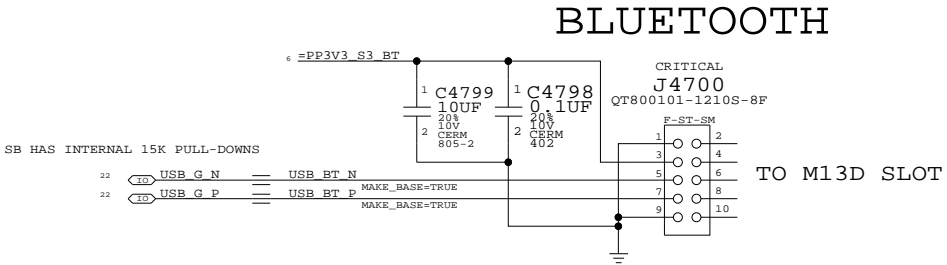 BLUETOOTH
6 =PP3V3_S3_BT
CRITICAL
J4700
QT800101-1210S-8F
F-ST-SM
1 C4799
10UF
20%
10V
2 CERM
805-2
1 C4798
0.1UF
20%
10V
2 CERM
402
1 2
3 4
5 6
7 8
9 10
TO M13D SLOT
SB HAS INTERNAL 15K PULL-DOWNS
22 IO USB_G_N USB_BT_N
MAKE_BASE=TRUE
22 IO USB_G_P USB_BT_P
MAKE_BASE=TRUE